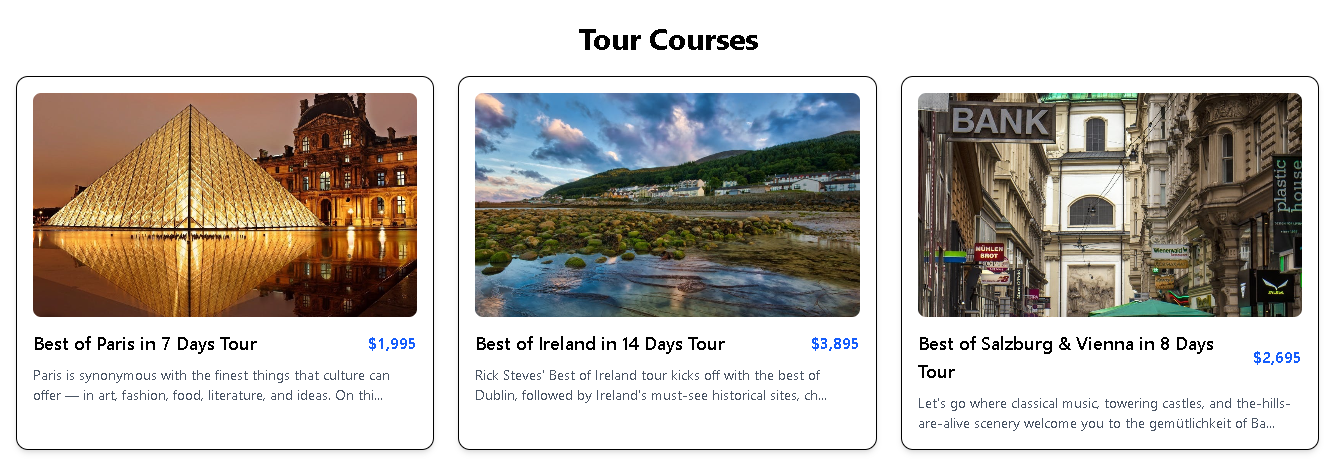 Tour Courses
Best of Paris in 7 Days Tour
$1,995
Paris is synonymous with the finest things that culture can
offer — in art, fashion, food, literature, and ideas. On thi...
Best of Ireland in 14 Days Tour
$3,895
Rick Steves' Best of Ireland tour kicks off with the best of
Dublin, followed by Ireland's must-see historical sites, ch...
BANK
plastic
house
MÜHLEN
BROT
Wienerwald
Best of Salzburg & Vienna in 8 Days
Tour
$2,695
Let's go where classical music, towering castles, and the-hills-
are-alive scenery welcome you to the gemütlichkeit of Ba...